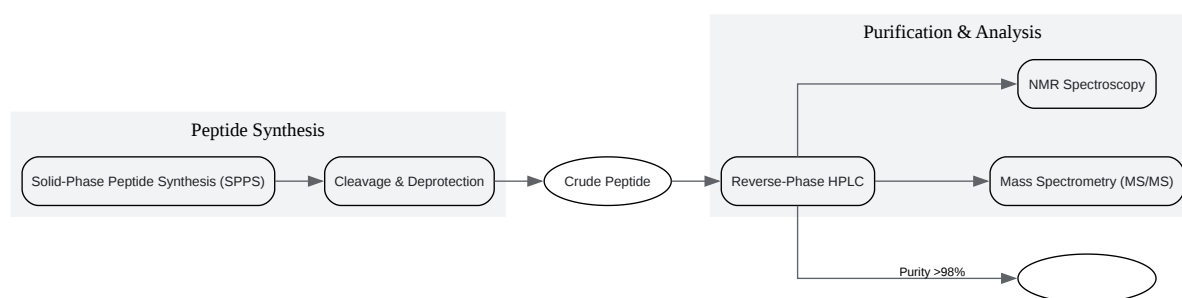 Purification & Analysis
NMR Spectroscopy
Peptide Synthesis
Solid-Phase Peptide Synthesis (SPPS)
Cleavage & Deprotection
Crude Peptide
Reverse-Phase HPLC
Mass Spectrometry (MS/MS)
Purity >98%